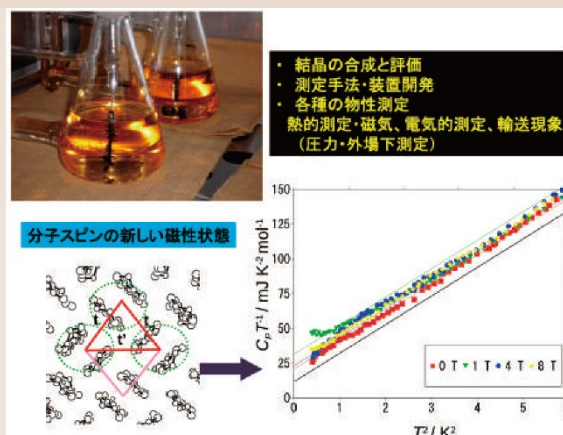 ・ 結晶の合成と評価
・ 測定手法・装置開発
・ 各種の物性測定
熱的測定・磁気、電気的測定、輸送現象
（圧力・外場下測定）
分子スピンの新しい磁性状態
t
t
t'
CpT-1 / mJ K-2 mol-1
150
125
100
75
50
25
0
0 1 2 3 4 5
0 T 1 T 4 T 8 T
T2 / K2